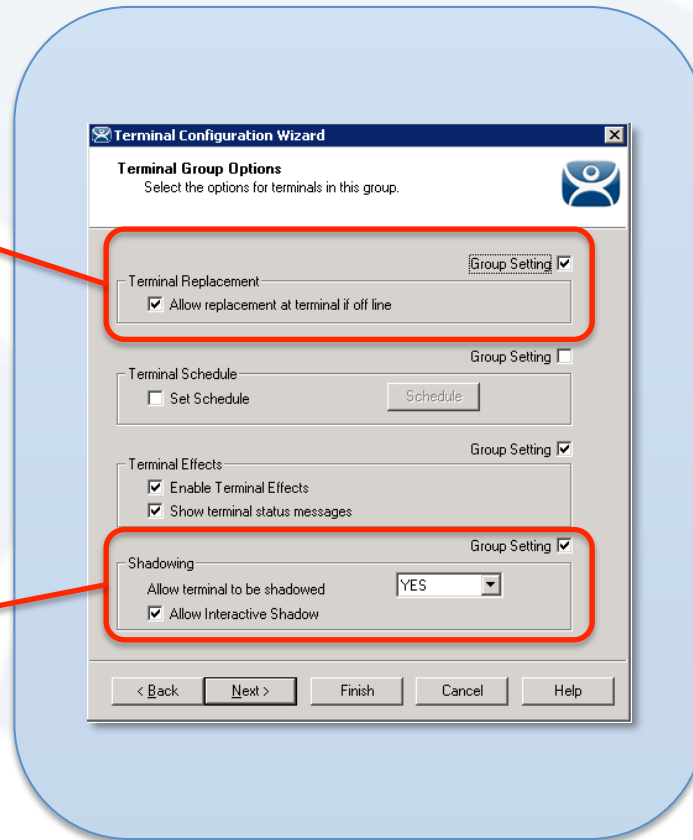 Terminal Configuration Wizard
Terminal Group Options
Select the options for terminals in this group.
Group Setting
Terminal Replacement
Allow replacement at terminal if off line
Group Setting
Terminal Schedule
Set Schedule
Schedule
Group Setting
Terminal Effects
Enable Terminal Effects
Show terminal status messages
Group Setting
Shadowing
Allow terminal to be shadowed YES
Allow Interactive Shadow
< Back Next > Finish Cancel Help